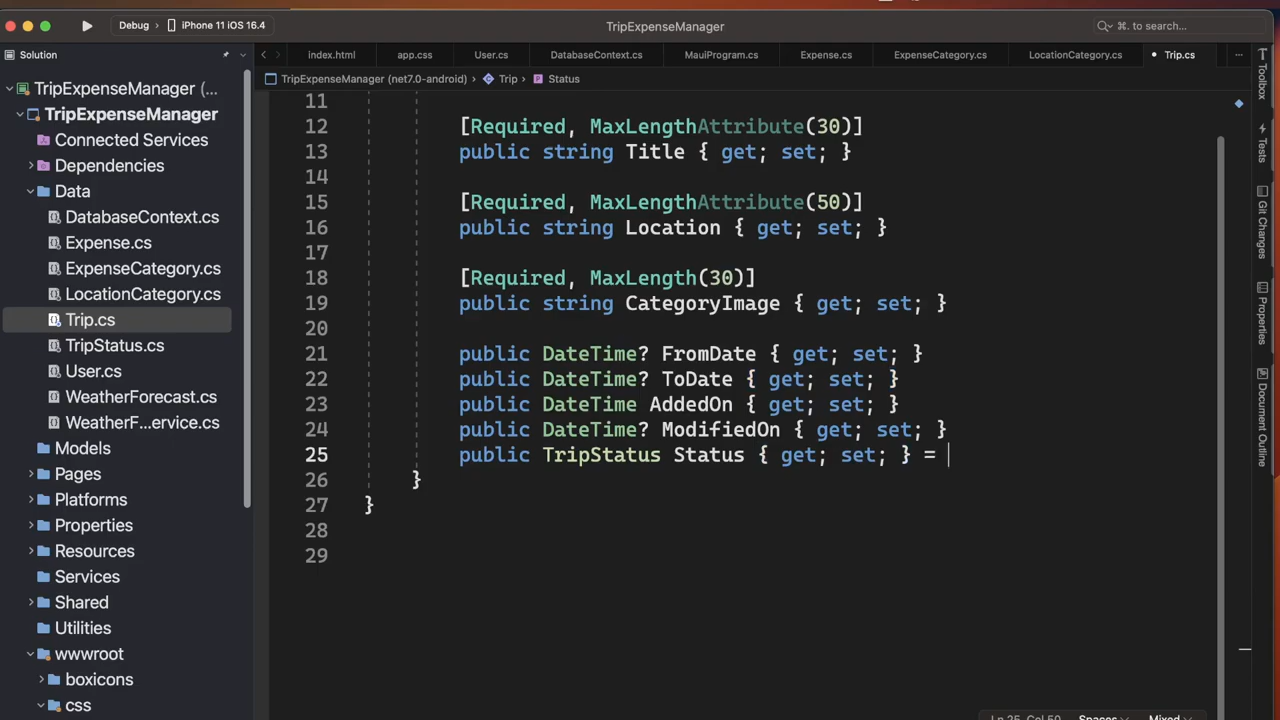 Debug › iPhone 11 iOS 16.4
TripExpenseManager
⌘. to search...
Solution
index.html
app.css
User.cs
DatabaseContext.cs
MauiProgram.cs
Expense.cs
ExpenseCategory.cs
LocationCategory.cs
Trip.cs
TripExpenseManager (net7.0-android) › Trip › Status
TripExpenseManager (...
TripExpenseManager
Connected Services
Dependencies
Data
DatabaseContext.cs
Expense.cs
ExpenseCategory.cs
LocationCategory.cs
Trip.cs
TripStatus.cs
User.cs
WeatherForecast.cs
WeatherF...ervice.cs
Models
Pages
Platforms
Properties
Resources
Services
Shared
Utilities
wwwroot
boxicons
css
11
12 [Required, MaxLengthAttribute(30)]
13 public string Title { get; set; }
14
15 [Required, MaxLengthAttribute(50)]
16 public string Location { get; set; }
17
18 [Required, MaxLength(30)]
19 public string CategoryImage { get; set; }
20
21 public DateTime? FromDate { get; set; }
22 public DateTime? ToDate { get; set; }
23 public DateTime AddedOn { get; set; }
24 public DateTime? ModifiedOn { get; set; }
25 public TripStatus Status { get; set; } =
26 }
27 }
28
29
Toolbox
Tests
Git Changes
Properties
Document Outline
Ln 25, Col 50
Spaces
Mixed